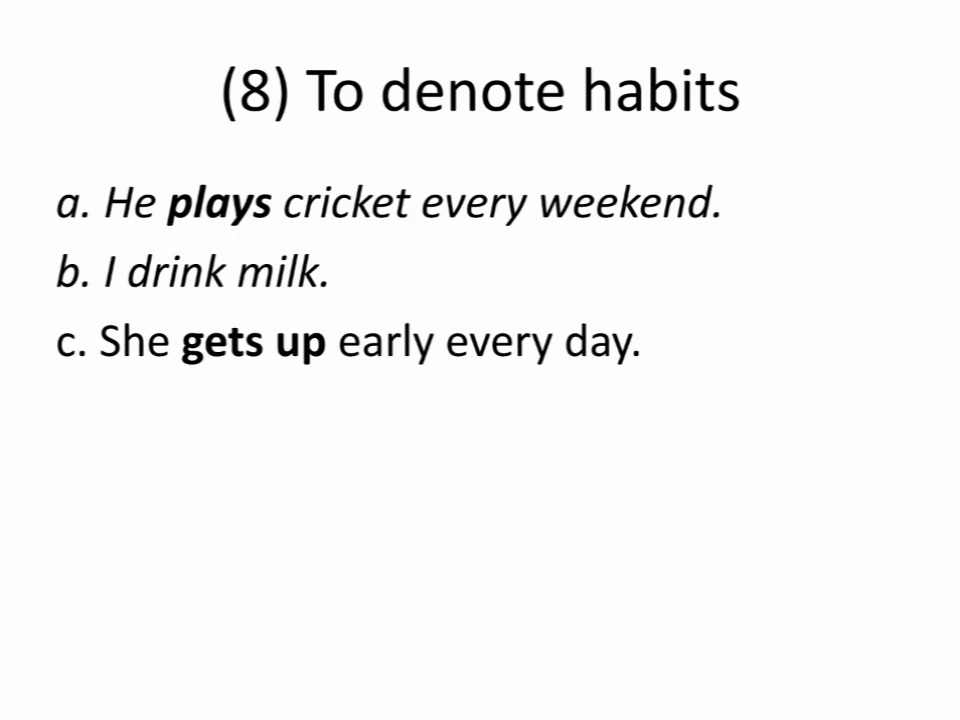 (8) To denote habits
a. He plays cricket every weekend.
b. I drink milk.
c. She gets up early every day.